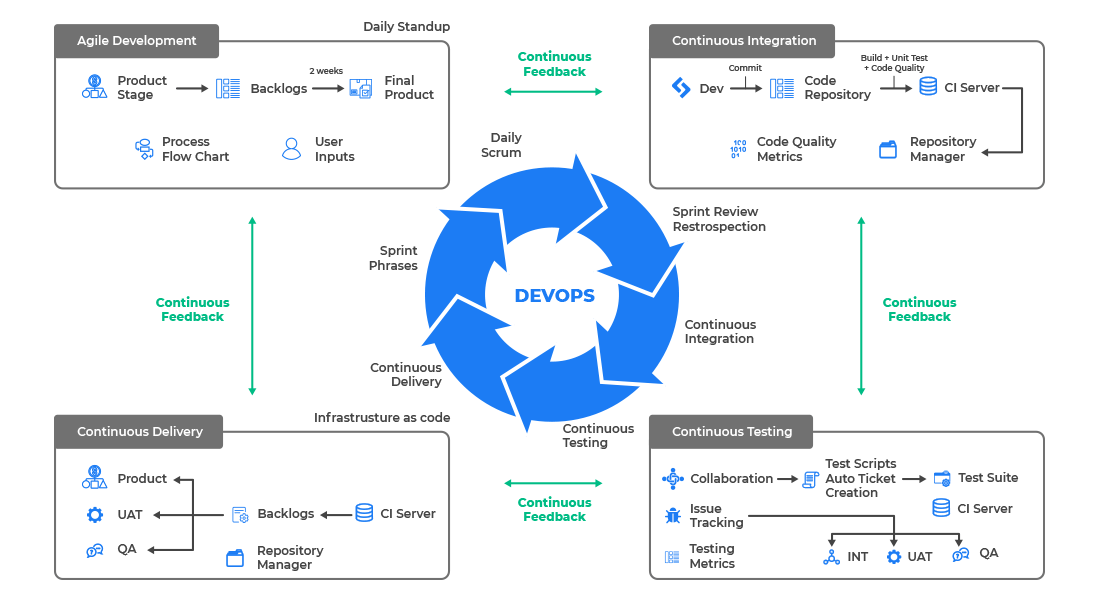 Daily Standup
Agile Development
Product
Stage
Backlogs
2 weeks
Final
Product
Process
Flow Chart
User
Inputs
Continuous
Feedback
Continuous Integration
Dev
Commit
Code
Repository
Build + Unit Test
+ Code Quality
CI Server
Code Quality
Metrics
Repository
Manager
Daily
Scrum
Sprint Review
Restrospection
Sprint
Phrases
DEVOPS
Continuous
Feedback
Continuous
Feedback
Continuous
Integration
Continuous
Delivery
Continuous
Testing
Infrastrusture as code
Continuous Delivery
Product
UAT
QA
Backlogs
CI Server
Repository
Manager
Continuous
Feedback
Continuous Testing
Collaboration
Test Scripts
Auto Ticket
Creation
Test Suite
CI Server
Issue
Tracking
Testing
Metrics
INT
UAT
QA